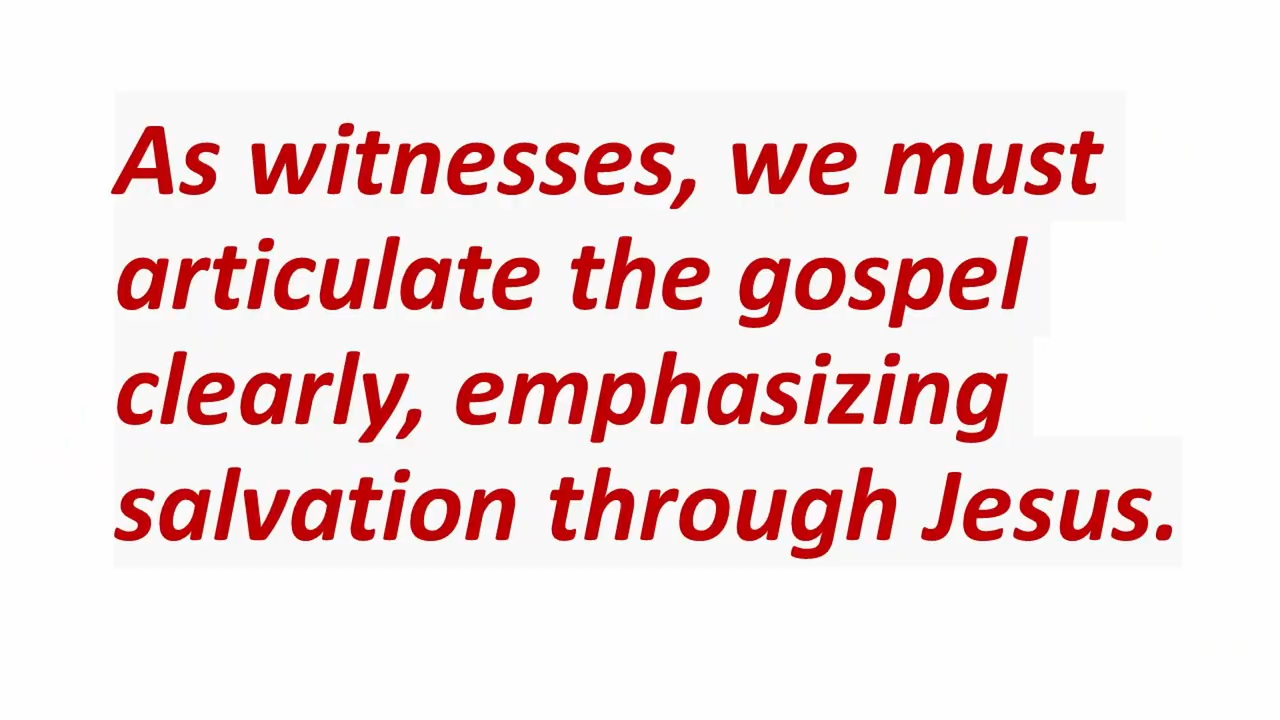 As witnesses, we must
articulate the gospel
clearly, emphasizing
salvation through Jesus.